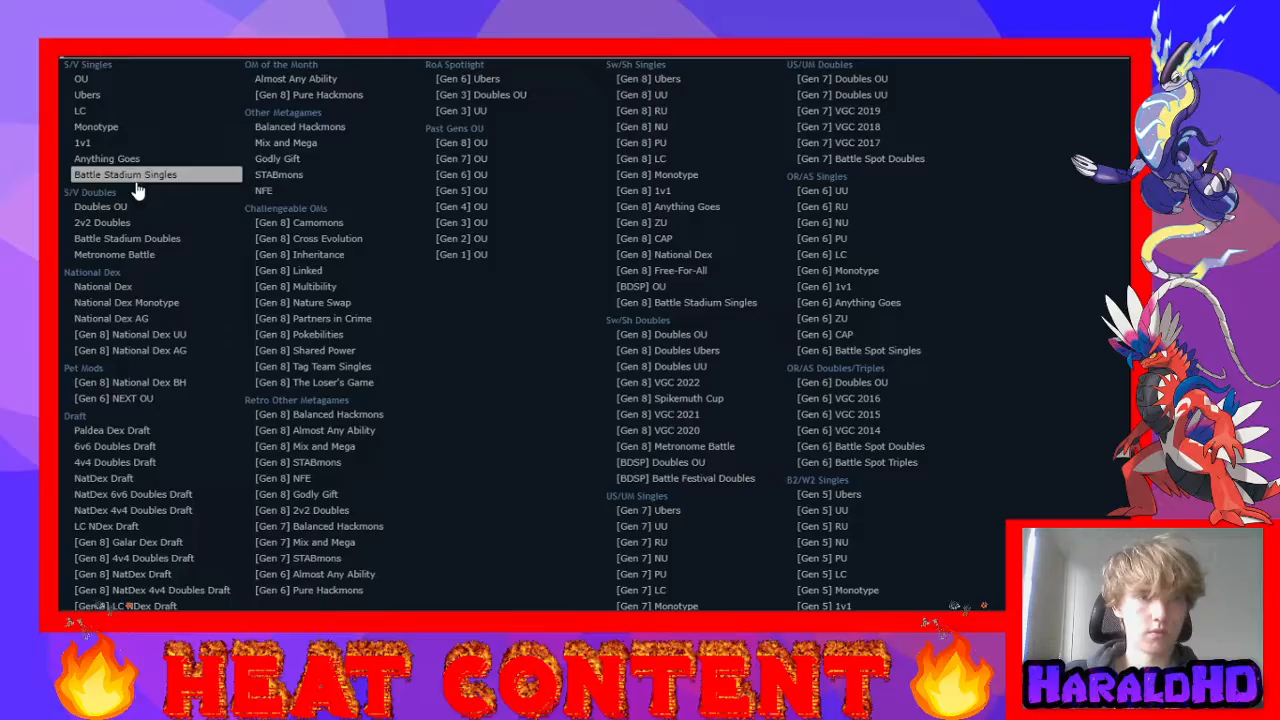 S/V Singles
OU
Ubers
LC
Monotype
1v1
Anything Goes
Battle Stadium Singles
S/V Doubles
Doubles OU
2v2 Doubles
Battle Stadium Doubles
Metronome Battle
National Dex
National Dex
National Dex Monotype
National Dex AG
[Gen 8] National Dex UU
[Gen 8] National Dex AG
Pet Mods
[Gen 8] National Dex BH
[Gen 6] NEXT OU
Draft
Paldea Dex Draft
6v6 Doubles Draft
4v4 Doubles Draft
NatDex Draft
NatDex 6v6 Doubles Draft
NatDex 4v4 Doubles Draft
LC NDex Draft
[Gen 8] Galar Dex Draft
[Gen 8] 4v4 Doubles Draft
[Gen 8] NatDex Draft
[Gen 8] NatDex 4v4 Doubles Draft
[Gen 8] LC NDex Draft
OM of the Month
Almost Any Ability
[Gen 8] Pure Hackmons
Other Metagames
Balanced Hackmons
Mix and Mega
Godly Gift
STABmons
NFE
Challengeable OMs
[Gen 8] Camomons
[Gen 8] Cross Evolution
[Gen 8] Inheritance
[Gen 8] Linked
[Gen 8] Multibility
[Gen 8] Nature Swap
[Gen 8] Partners in Crime
[Gen 8] Pokebilities
[Gen 8] Shared Power
[Gen 8] Tag Team Singles
[Gen 8] The Loser's Game
Retro Other Metagames
[Gen 8] Balanced Hackmons
[Gen 8] Almost Any Ability
[Gen 8] Mix and Mega
[Gen 8] STABmons
[Gen 8] NFE
[Gen 8] Godly Gift
[Gen 8] 2v2 Doubles
[Gen 7] Balanced Hackmons
[Gen 7] Mix and Mega
[Gen 7] STABmons
[Gen 6] Almost Any Ability
[Gen 6] Pure Hackmons
RoA Spotlight
[Gen 6] Ubers
[Gen 3] Doubles OU
[Gen 3] UU
Past Gens OU
[Gen 8] OU
[Gen 7] OU
[Gen 6] OU
[Gen 5] OU
[Gen 4] OU
[Gen 3] OU
[Gen 2] OU
[Gen 1] OU
Sw/Sh Singles
[Gen 8] Ubers
[Gen 8] UU
[Gen 8] RU
[Gen 8] NU
[Gen 8] PU
[Gen 8] LC
[Gen 8] Monotype
[Gen 8] 1v1
[Gen 8] Anything Goes
[Gen 8] ZU
[Gen 8] CAP
[Gen 8] National Dex
[Gen 8] Free-For-All
[BDSP] OU
[Gen 8] Battle Stadium Singles
Sw/Sh Doubles
[Gen 8] Doubles OU
[Gen 8] Doubles Ubers
[Gen 8] Doubles UU
[Gen 8] VGC 2022
[Gen 8] Spikemuth Cup
[Gen 8] VGC 2021
[Gen 8] VGC 2020
[Gen 8] Metronome Battle
[BDSP] Doubles OU
[BDSP] Battle Festival Doubles
US/UM Singles
[Gen 7] Ubers
[Gen 7] UU
[Gen 7] RU
[Gen 7] NU
[Gen 7] PU
[Gen 7] LC
[Gen 7] Monotype
US/UM Doubles
[Gen 7] Doubles OU
[Gen 7] Doubles UU
[Gen 7] VGC 2019
[Gen 7] VGC 2018
[Gen 7] VGC 2017
[Gen 7] Battle Spot Doubles
OR/AS Singles
[Gen 6] UU
[Gen 6] RU
[Gen 6] NU
[Gen 6] PU
[Gen 6] LC
[Gen 6] Monotype
[Gen 6] 1v1
[Gen 6] Anything Goes
[Gen 6] ZU
[Gen 6] CAP
[Gen 6] Battle Spot Singles
OR/AS Doubles/Triples
[Gen 6] Doubles OU
[Gen 6] VGC 2016
[Gen 6] VGC 2015
[Gen 6] VGC 2014
[Gen 6] Battle Spot Doubles
[Gen 6] Battle Spot Triples
B2/W2 Singles
[Gen 5] Ubers
[Gen 5] UU
[Gen 5] RU
[Gen 5] NU
[Gen 5] PU
[Gen 5] LC
[Gen 5] Monotype
[Gen 5] 1v1
HEAT CONTENT
HARALDHD